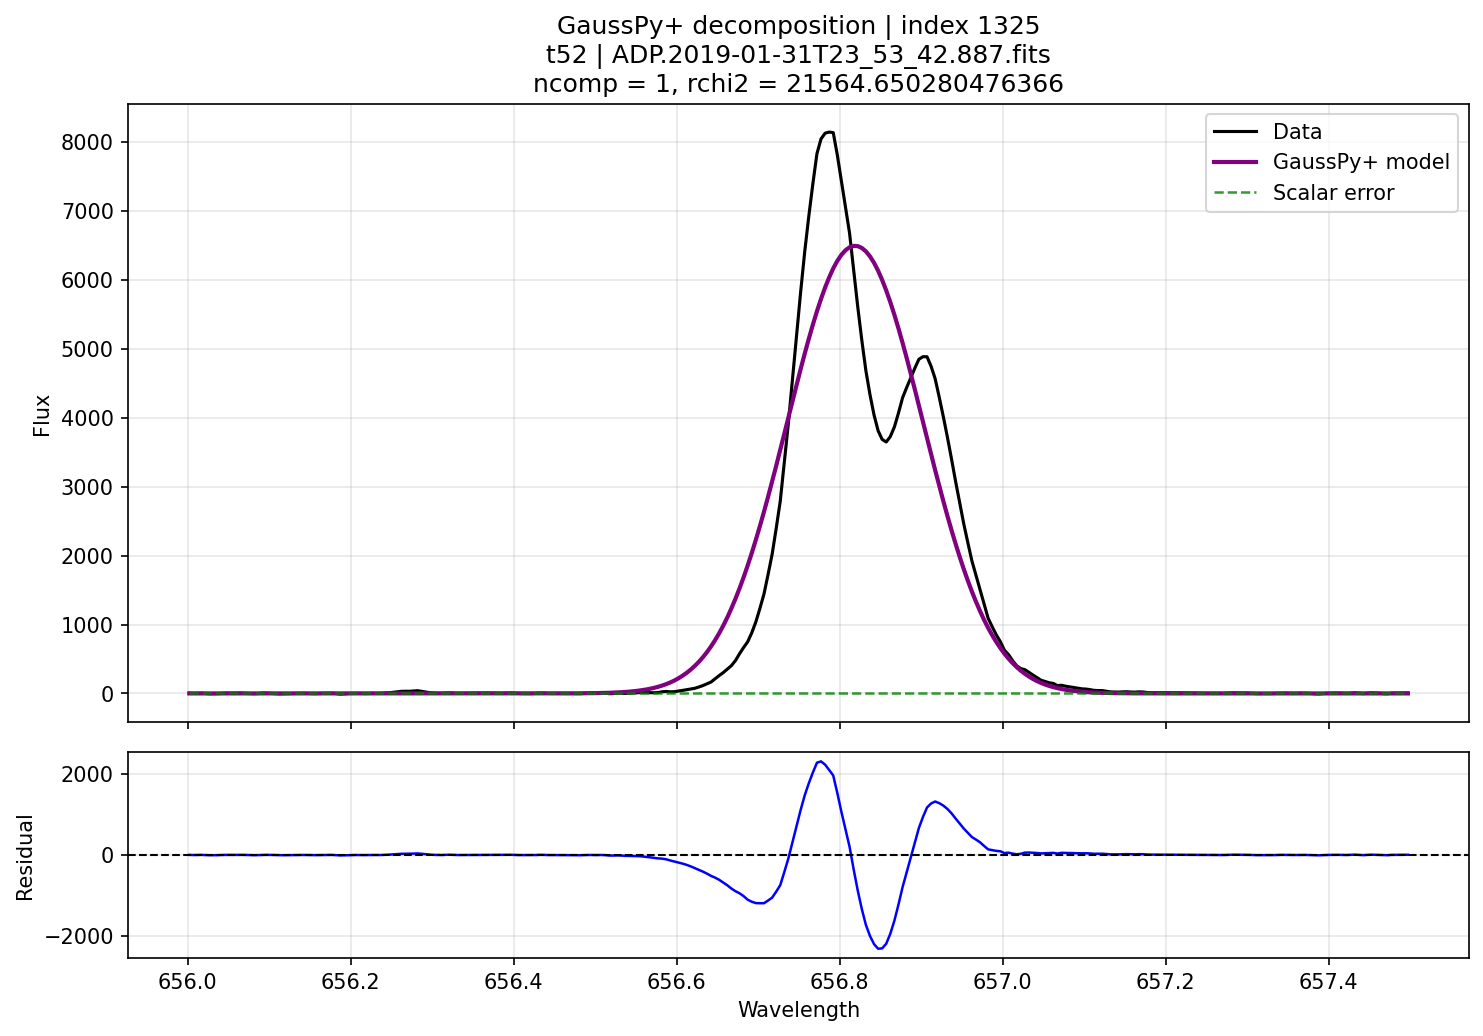 GaussPy+ decomposition | index 1325
t52 | ADP.2019-01-31T23_53_42.887.fits
ncomp = 1, rchi2 = 21564.650280476366
Data
GaussPy+ model
Scalar error
8000
7000
6000
5000
4000
3000
2000
1000
0
Flux
2000
0
−2000
Residual
656.0
656.2
656.4
656.6
656.8
657.0
657.2
657.4
Wavelength